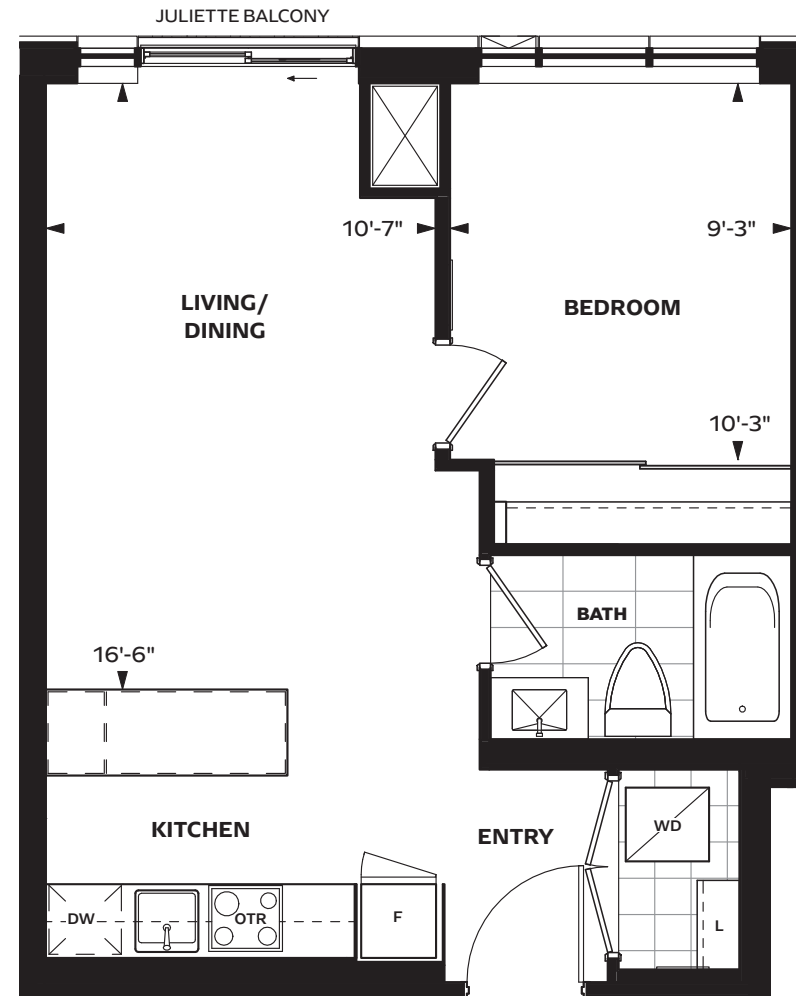 JULIETTE BALCONY
10'-7"
9'-3"
LIVING/
DINING
BEDROOM
10'-3"
BATH
16'-6"
KITCHEN
ENTRY
WD
DW
OTR
F
L